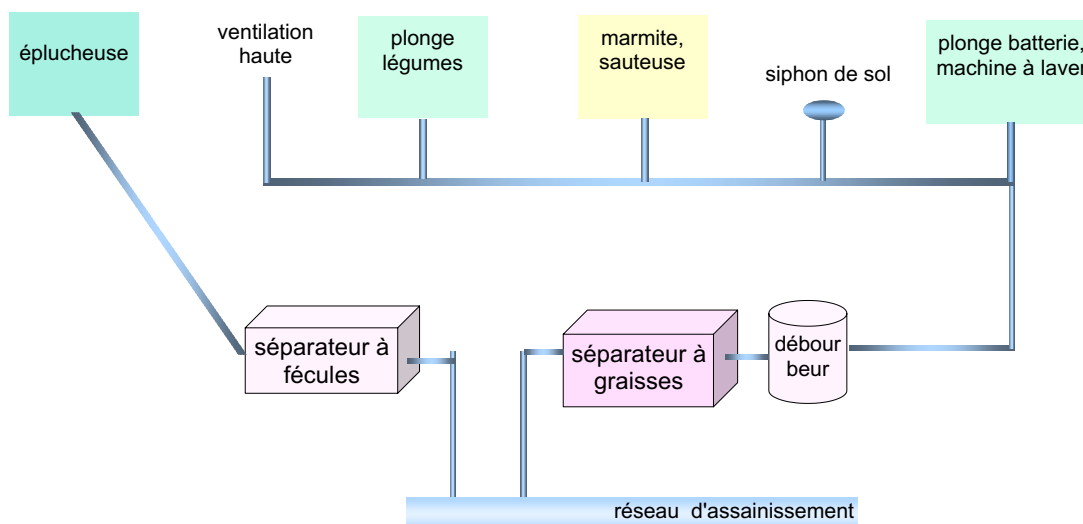 éplucheuse
ventilation
haute
plonge
légumes
marmite,
sauteuse
siphon de sol
plonge batterie,
machine à laver
séparateur à
fécules
séparateur à
graisses
débour
beur
réseau d'assainissement